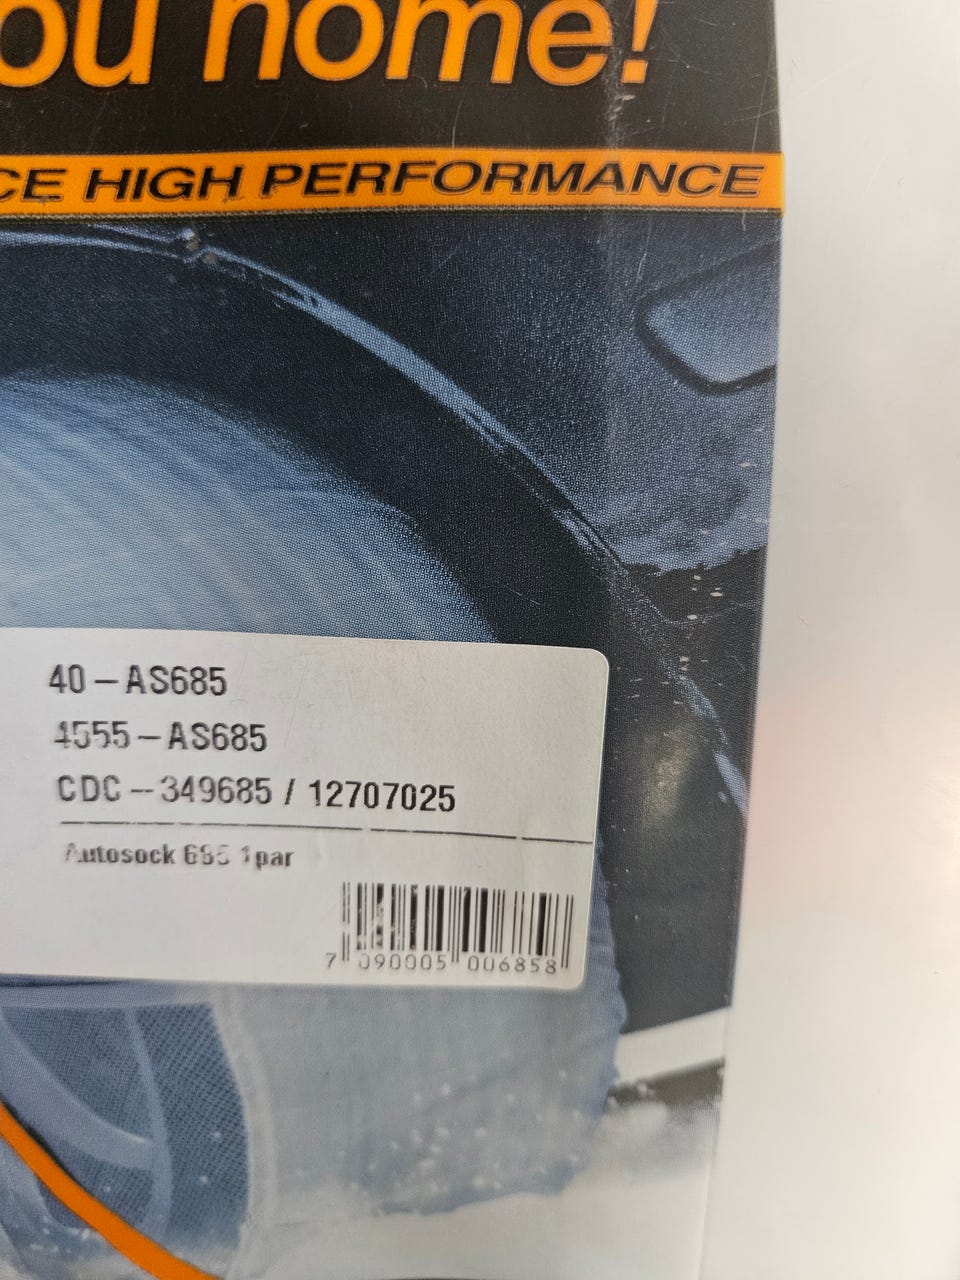 ou home!
CE HIGH PERFORMANCE
40-AS685
4555-AS685
CDC-349685 / 12707025
Autosock 685 1par
7 090005 006858